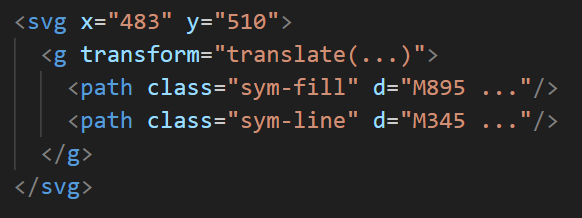 <svg x="483" y="510">
<g transform="translate(...)">
<path class="sym-fill" d="M895 ..."/>
<path class="sym-line" d="M345 ..."/>
</g>
</svg>